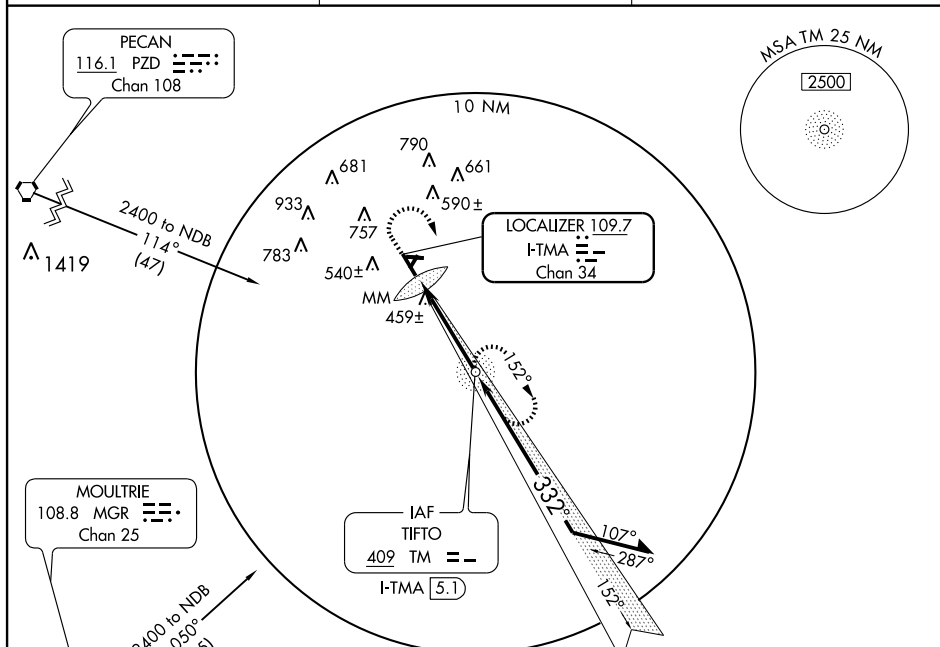 PECAN
116.1 PZD
Chan 108
MSA TM 25 NM
2500
10 NM
790
681
661
933
590±
757
783
540±
2400 to NDB
114°
(47)
1419
LOCALIZER 109.7
I-TMA
Chan 34
MM
459±
152°
MOULTRIE
108.8 MGR
Chan 25
IAF
TIFTO
409 TM
I-TMA 5.1
332°
107°
287°
152°
2400 to NDB
050°